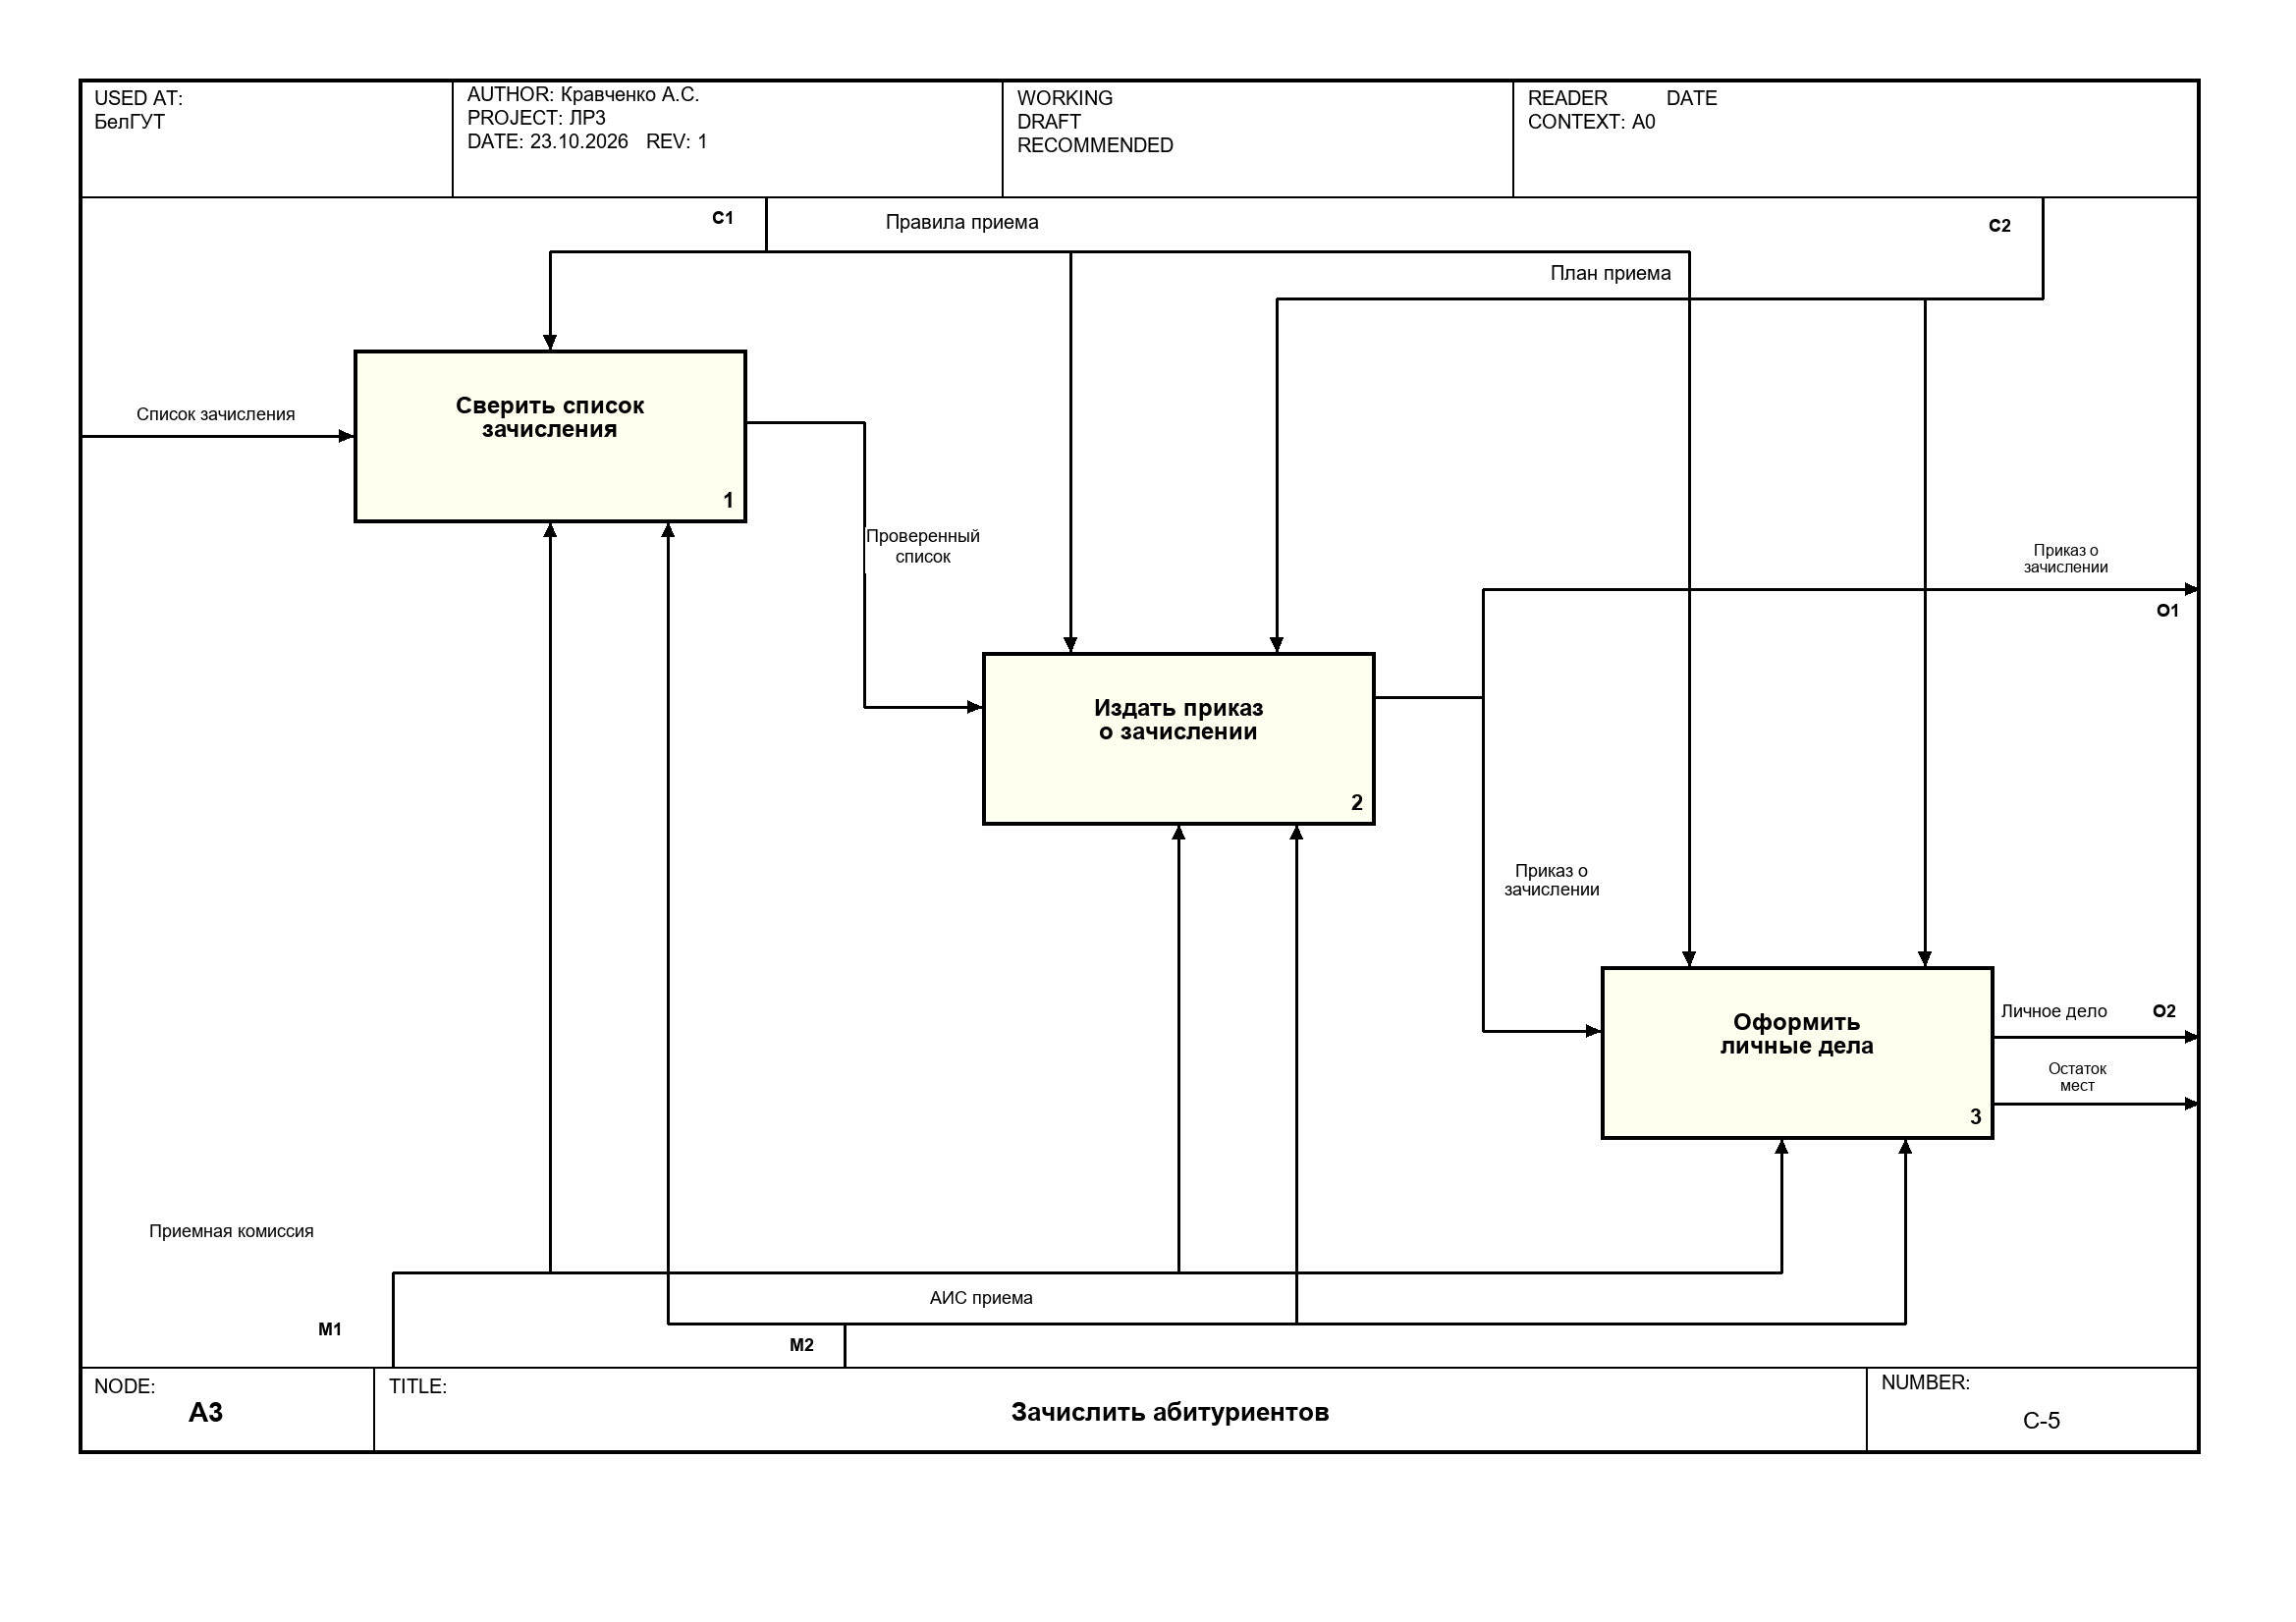 USED AT:
БелГУТ
AUTHOR: Кравченко А.С.
PROJECT: ЛР3
DATE: 23.10.2026 REV: 1
WORKING
DRAFT
RECOMMENDED
READER DATE
CONTEXT: A0
C1
Правила приема
C2
План приема
Список зачисления
Сверить список
зачисления
1
Проверенный
список
Приказ о
зачислении
O1
Издать приказ
о зачислении
2
Приказ о
зачислении
Оформить
личные дела
3
Личное дело
O2
Остаток
мест
Приемная комиссия
АИС приема
M1
M2
NODE:
A3
TITLE:
Зачислить абитуриентов
NUMBER:
C-5